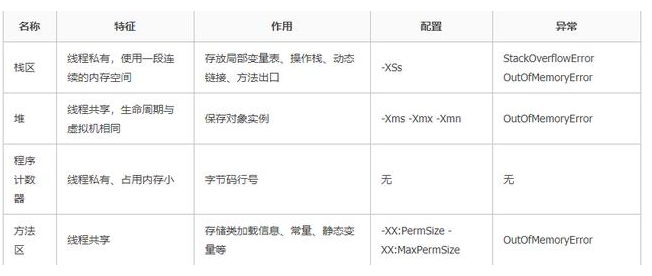 名称 特征 作用 配置 异常
栈区 线程私有，使用一段连续的内存空间 存放局部变量表、操作栈、动态链接、方法出口 -XSs StackOverflowError OutOfMemoryError
堆 线程共享，生命周期与虚拟机相同 保存对象实例 -Xms -Xmx -Xmn OutOfMemoryError
程序计数器 线程私有、占用内存小 字节码行号 无 无
方法区 线程共享 存储类加载信息、常量、静态变量等 -XX:PermSize -XX:MaxPermSize OutOfMemoryError